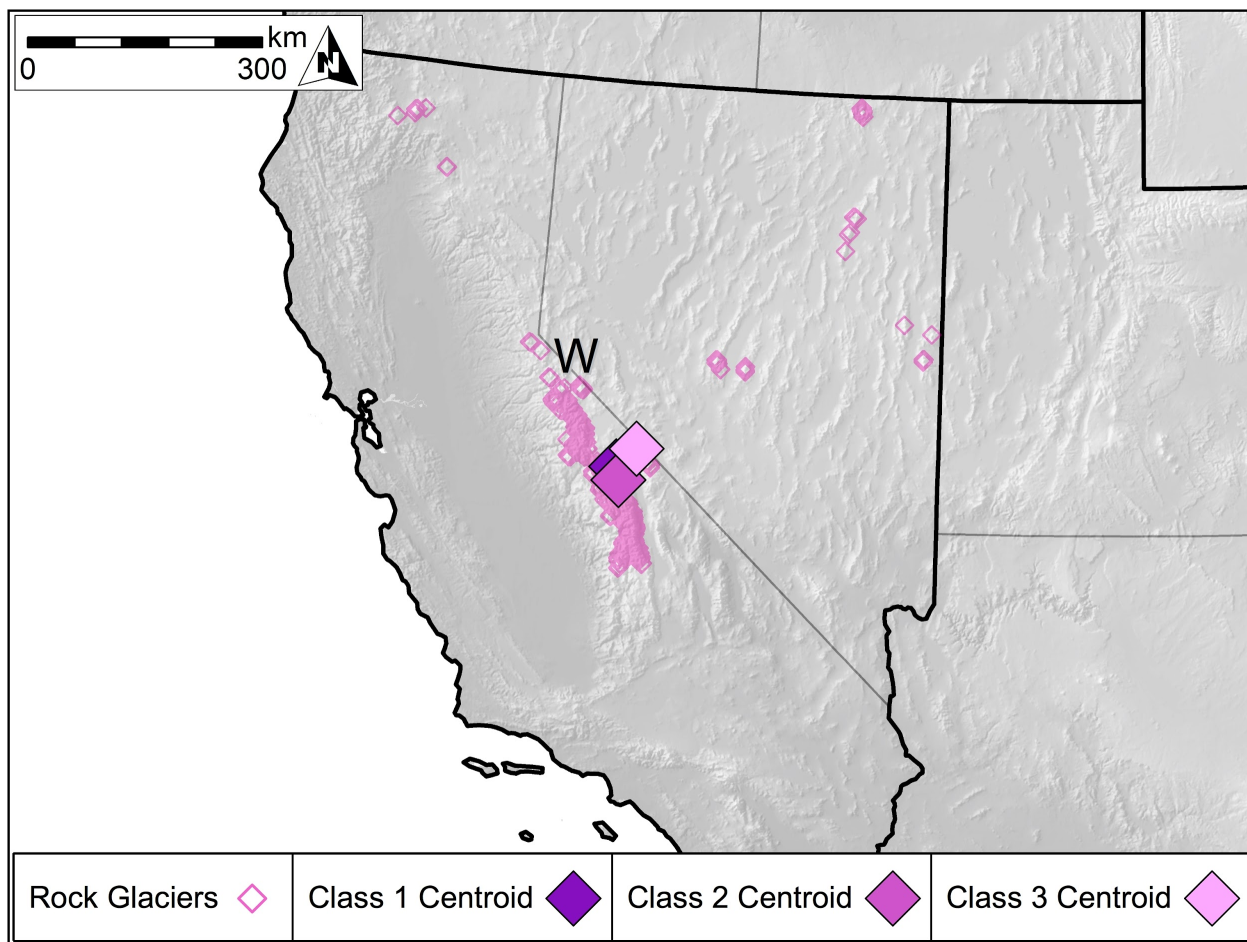 km
0 300
N
W
Rock Glaciers
Class 1 Centroid
Class 2 Centroid
Class 3 Centroid